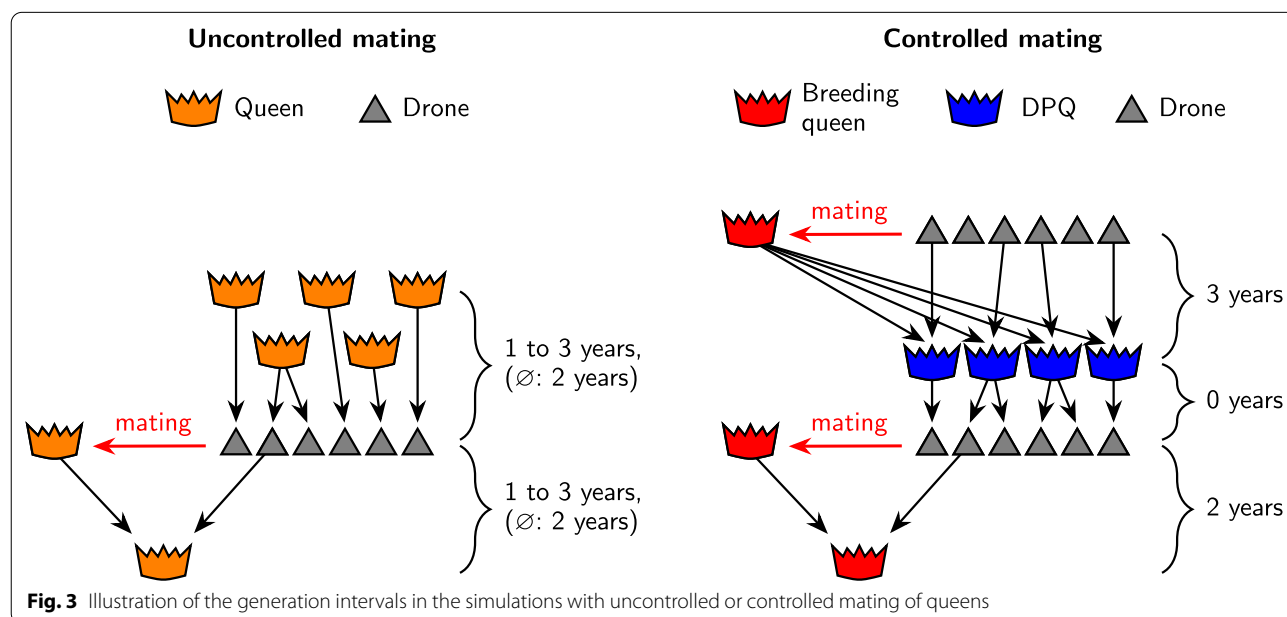 Uncontrolled mating
Queen
Drone
mating
1 to 3 years,
(∅: 2 years)
1 to 3 years,
(∅: 2 years)
Controlled mating
Breeding
queen
DPQ
Drone
mating
3 years
0 years
mating
2 years
Fig. 3 Illustration of the generation intervals in the simulations with uncontrolled or controlled mating of queens